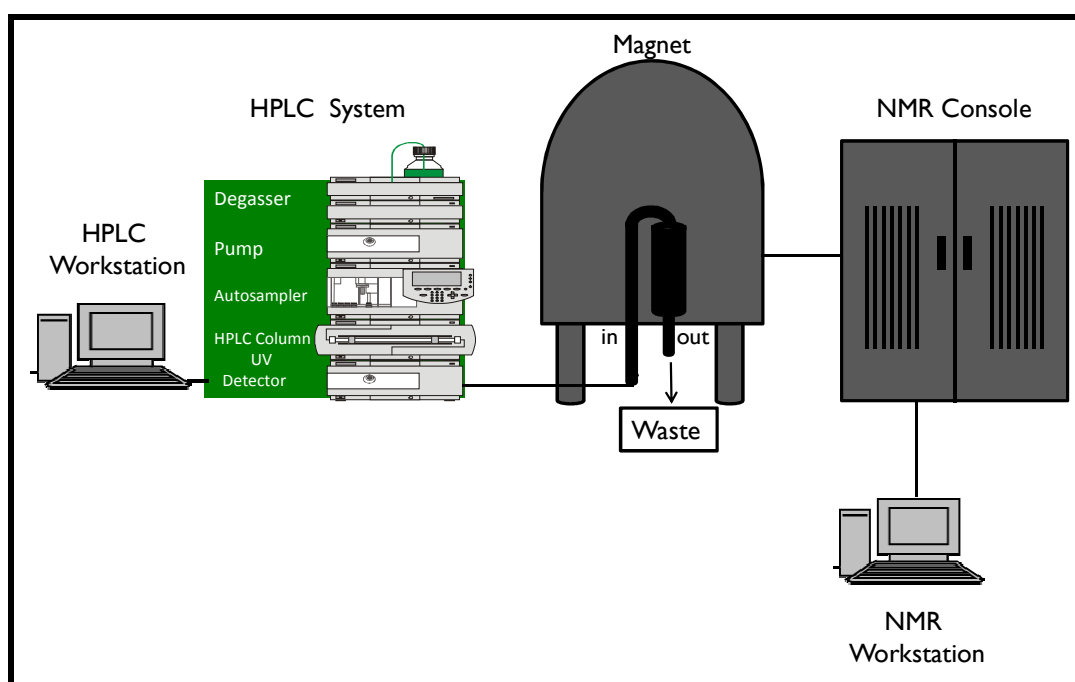 Magnet
HPLC System
NMR Console
Degasser
HPLC
Workstation
Pump
Autosampler
HPLC Column
UV
Detector
in
out
Waste
NMR
Workstation